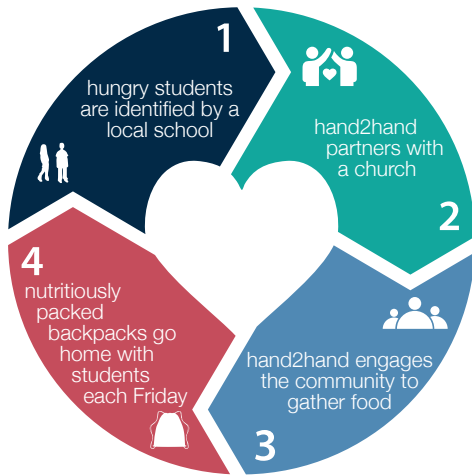 1
hungry students
are identified by a
local school
hand2hand
partners with
a church
2
hand2hand engages
the community to
gather food
3
4
nutritiously
packed
backpacks go
home with
students
each Friday